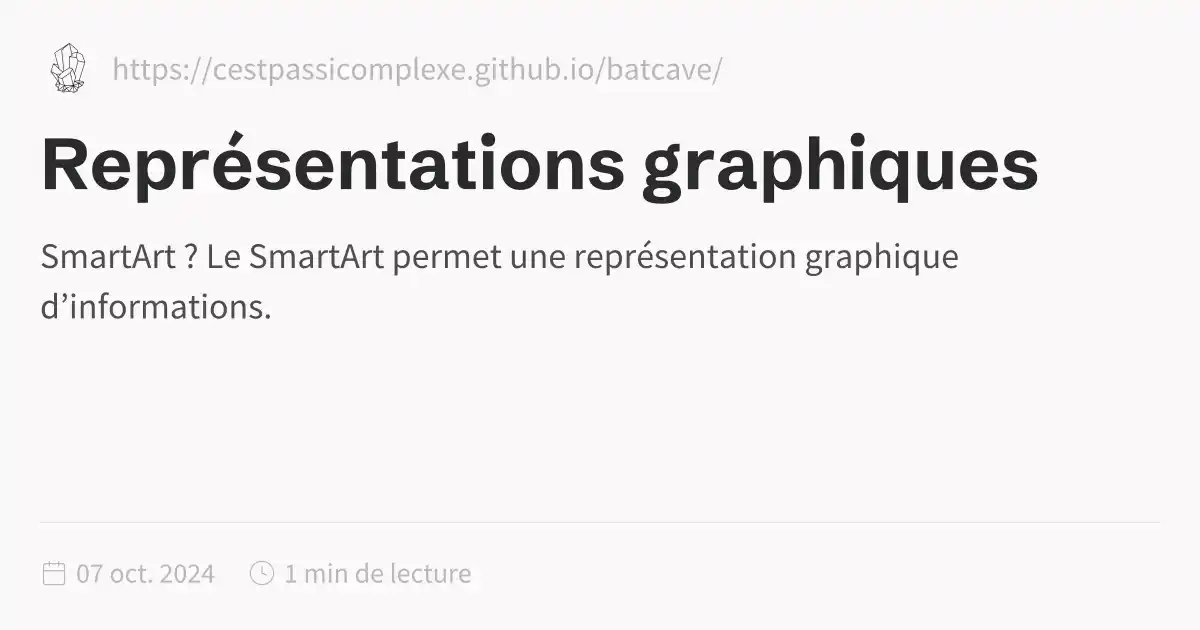 https://cestpassicomplexe.github.io/batcave/
Représentations graphiques
SmartArt ? Le SmartArt permet une représentation graphique
d’informations.
07 oct. 2024 1 min de lecture